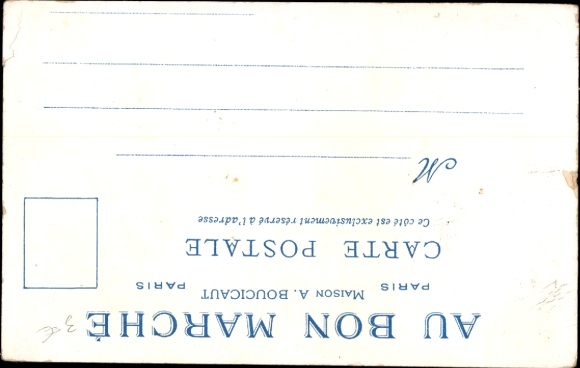 AU BON MARCHÉ
MAISON A. BOUCICAUT
PARIS PARIS
CARTE POSTALE
Ce côté est exclusivement réservé à l'adresse
M